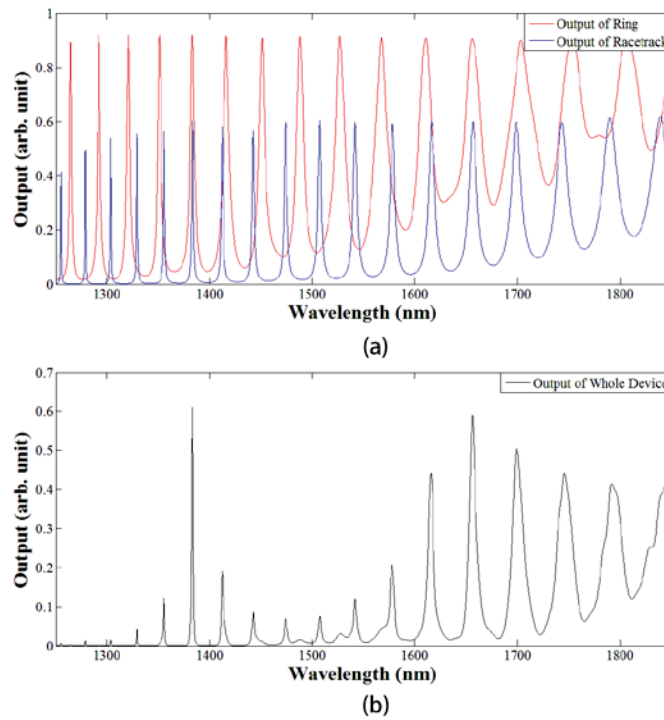 Output of Ring
Output of Racetrack
1
0.8
0.6
0.4
0.2
0
Output (arb. unit)
1300 1400 1500 1600 1700 1800
Wavelength (nm)
(a)
Output of Whole Device
0.7
0.6
0.5
0.4
0.3
0.2
0.1
0
Output (arb. unit)
1300 1400 1500 1600 1700 1800
Wavelength (nm)
(b)